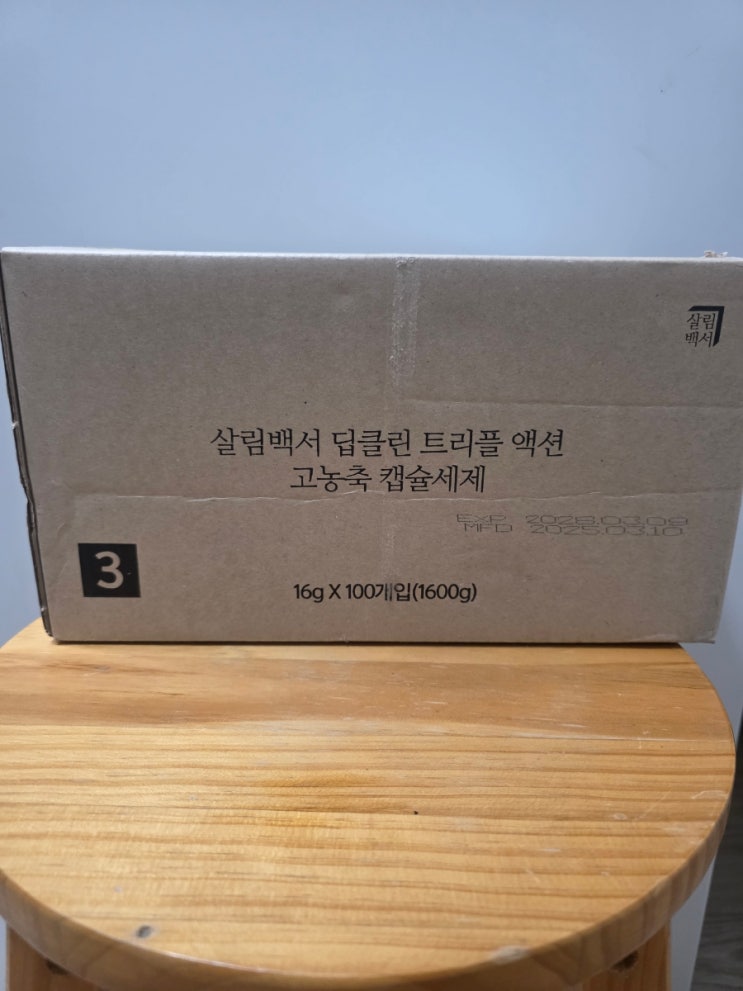 살림
백서
살림백서 딥클린 트리플 액션
고농축 캡슐세제
EXP 2028.03.09
MFD 2025.03.10.
3
16g X 100개입(1600g)